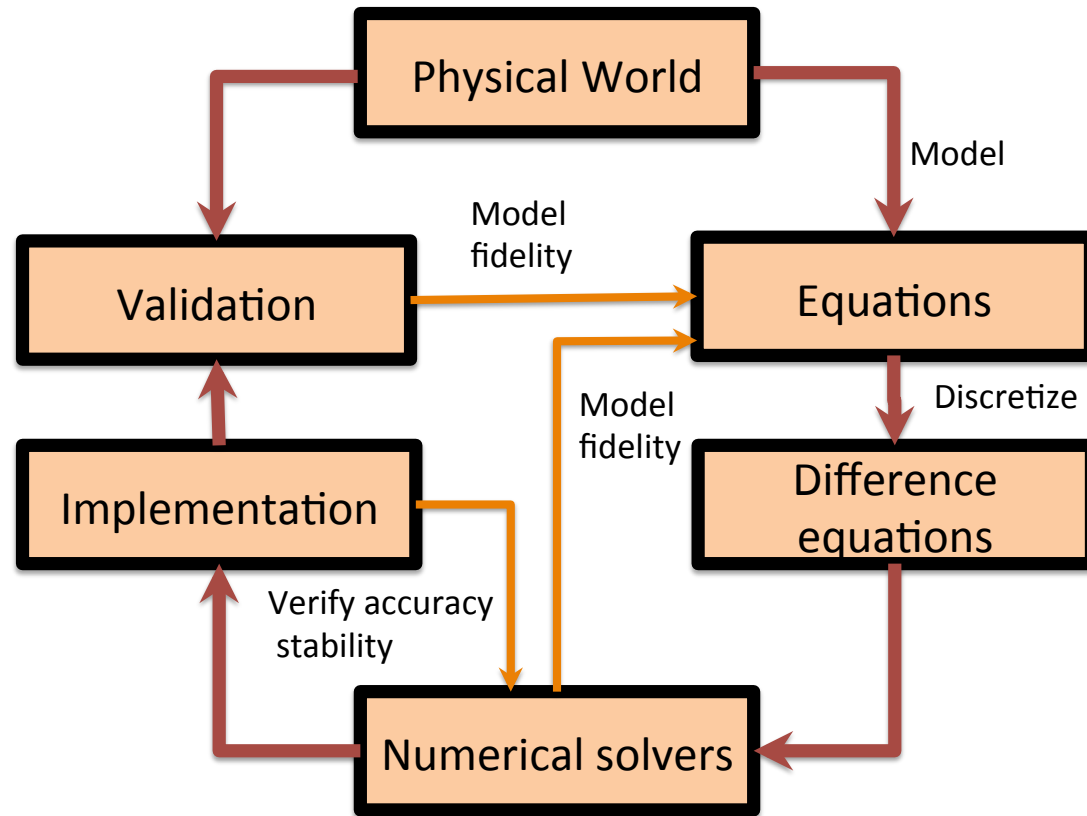 Physical World
Model
Model
fidelity
Validation
Equations
Model
fidelity
Discretize
Implementation
Difference
equations
Verify accuracy
stability
Numerical solvers